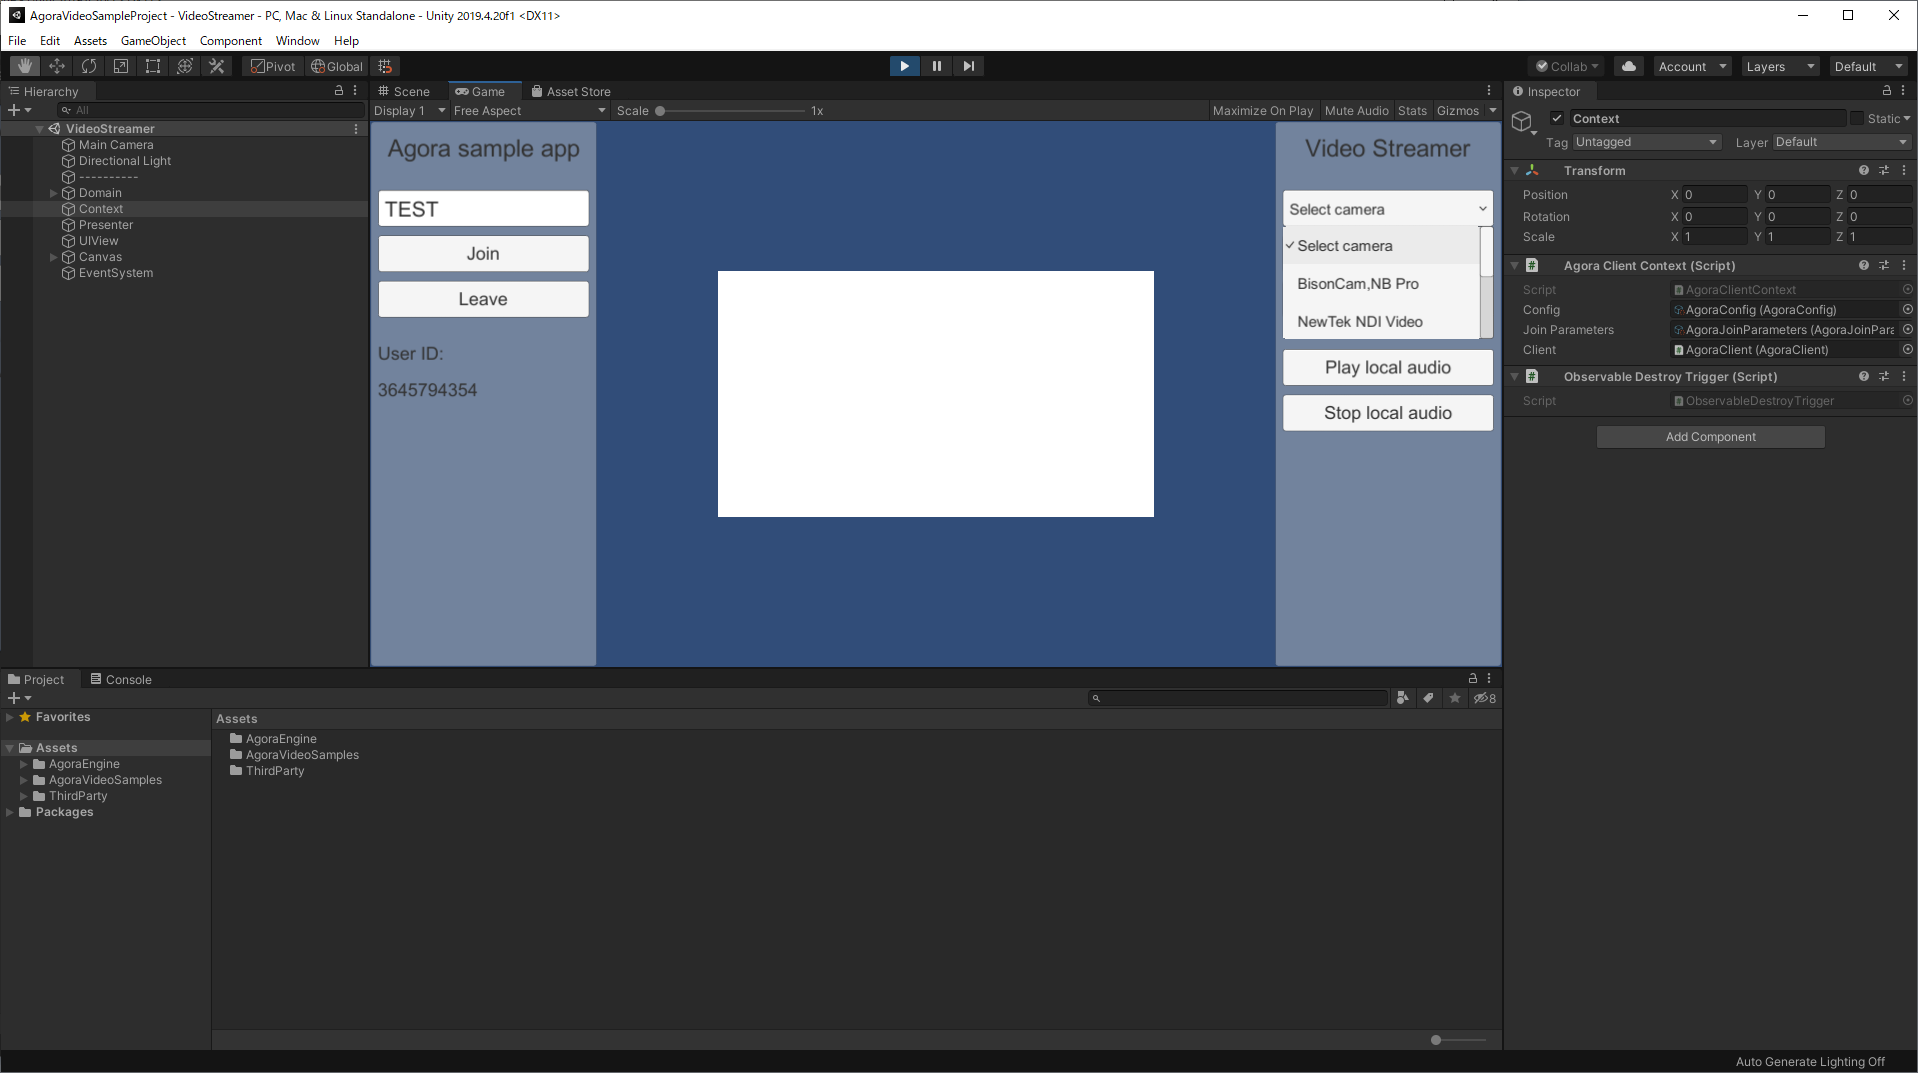 AgoraVideoSampleProject - VideoStreamer - PC, Mac & Linux Standalone - Unity 2019.4.20f1 <DX11>
File Edit Assets GameObject Component Window Help
Pivot Global Collab Account Layers Default
Hierarchy
All
VideoStreamer
Main Camera
Directional Light
----------
Domain
Context
Presenter
UIView
Canvas
EventSystem
Scene Game Asset Store
Display 1 Free Aspect Scale 1x Maximize On Play Mute Audio Stats Gizmos
Agora sample app
TEST
Join
Leave
User ID:
3645794354
Video Streamer
Select camera
Select camera
BisonCam,NB Pro
NewTek NDI Video
Play local audio
Stop local audio
Inspector
Context Static
Tag Untagged Layer Default
Transform
Position X 0 Y 0 Z 0
Rotation X 0 Y 0 Z 0
Scale X 1 Y 1 Z 1
Agora Client Context (Script)
Script AgoraClientContext
Config AgoraConfig (AgoraConfig)
Join Parameters AgoraJoinParameters (AgoraJoinPara
Client AgoraClient (AgoraClient)
Observable Destroy Trigger (Script)
Script ObservableDestroyTrigger
Add Component
Project Console
8
Favorites
Assets
AgoraEngine
AgoraVideoSamples
ThirdParty
Packages
Assets
AgoraEngine
AgoraVideoSamples
ThirdParty
Auto Generate Lighting Off